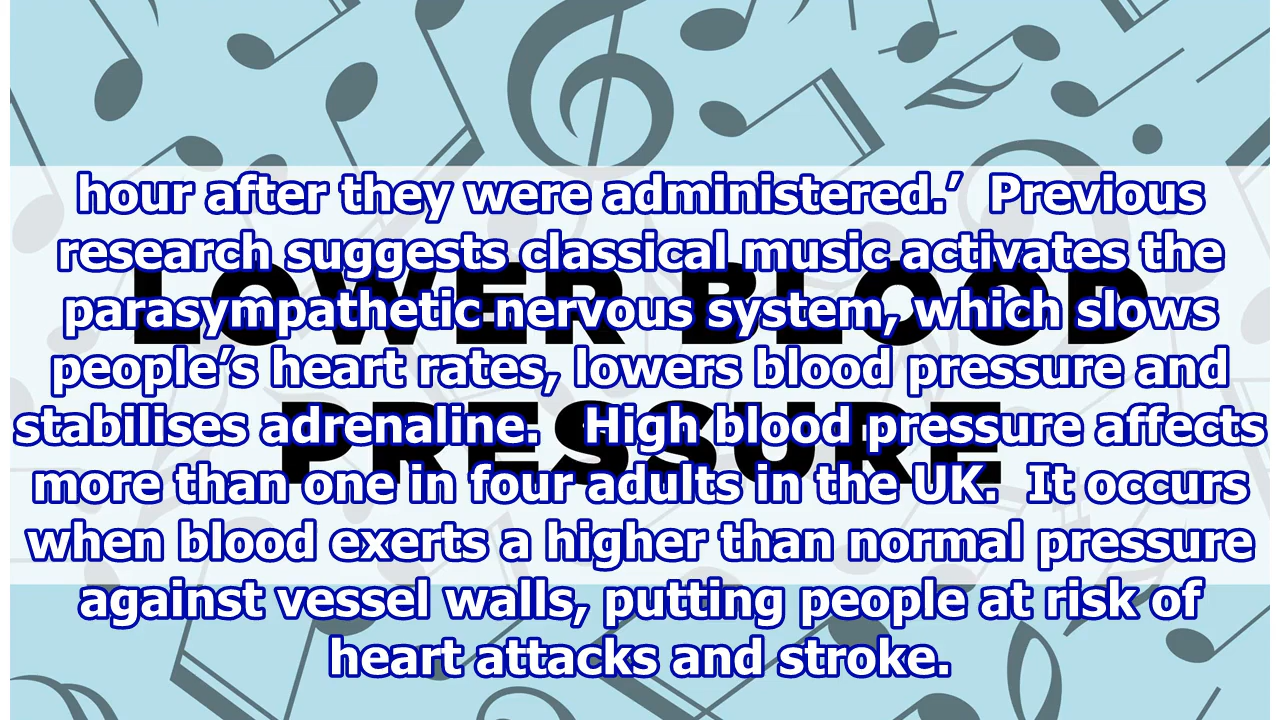 hour after they were administered.’  Previous
research suggests classical music activates the
parasympathetic nervous system, which slows
people’s heart rates, lowers blood pressure and
stabilises adrenaline.   High blood pressure affects
more than one in four adults in the UK.  It occurs
when blood exerts a higher than normal pressure
against vessel walls, putting people at risk of
heart attacks and stroke.
LOWER BLOOD
PRESSURE